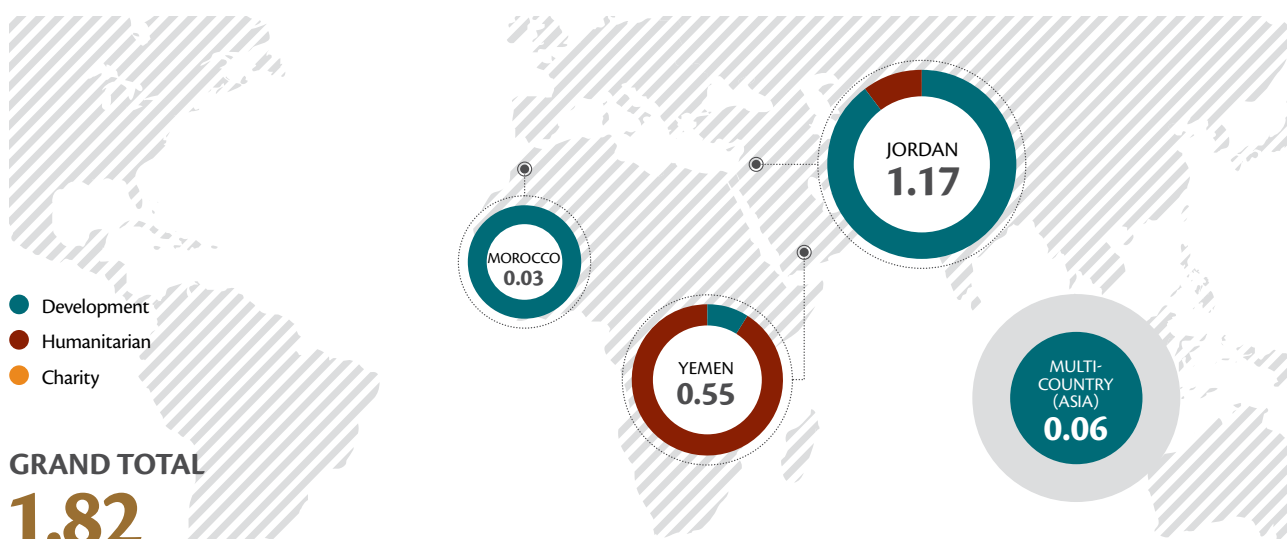 JORDAN
1.17
MOROCCO
0.03
Development
Humanitarian
Charity
YEMEN
0.55
MULTI-
COUNTRY
(ASIA)
0.06
GRAND TOTAL
1.82